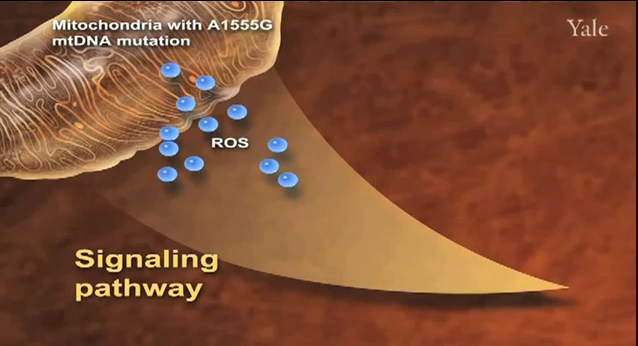 Mitochondria with A1555G
mtDNA mutation
Yale
ROS
Signaling
pathway